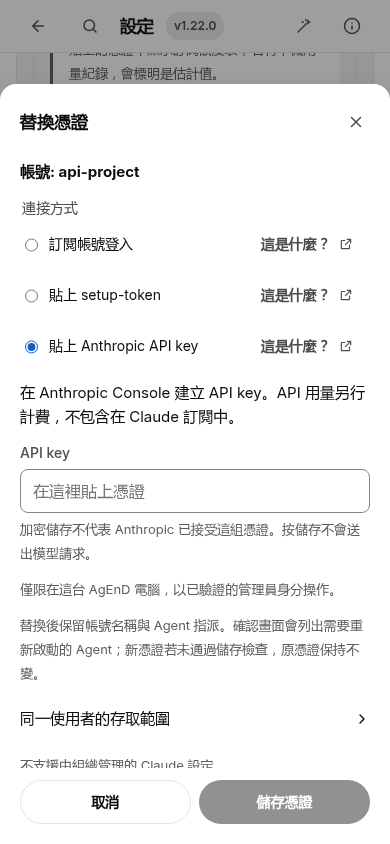 設定 v1.22.0
量紀錄，會標明是估計值。
替換憑證
帳號: api-project
連接方式
訂閱帳號登入 這是什麼？
貼上 setup-token 這是什麼？
貼上 Anthropic API key 這是什麼？
在 Anthropic Console 建立 API key。API 用量另行
計費，不包含在 Claude 訂閱中。
API key
在這裡貼上憑證
加密儲存不代表 Anthropic 已接受這組憑證。按儲存不會送
出模型請求。
僅限在這台 AgEnD 電腦，以已驗證的管理員身分操作。
替換後保留帳號名稱與 Agent 指派。確認畫面會列出需要重
新啟動的 Agent；新憑證若未通過儲存檢查，原憑證保持不
變。
同一使用者的存取範圍
不支援由組織管理的 Claude 設定
取消 儲存憑證